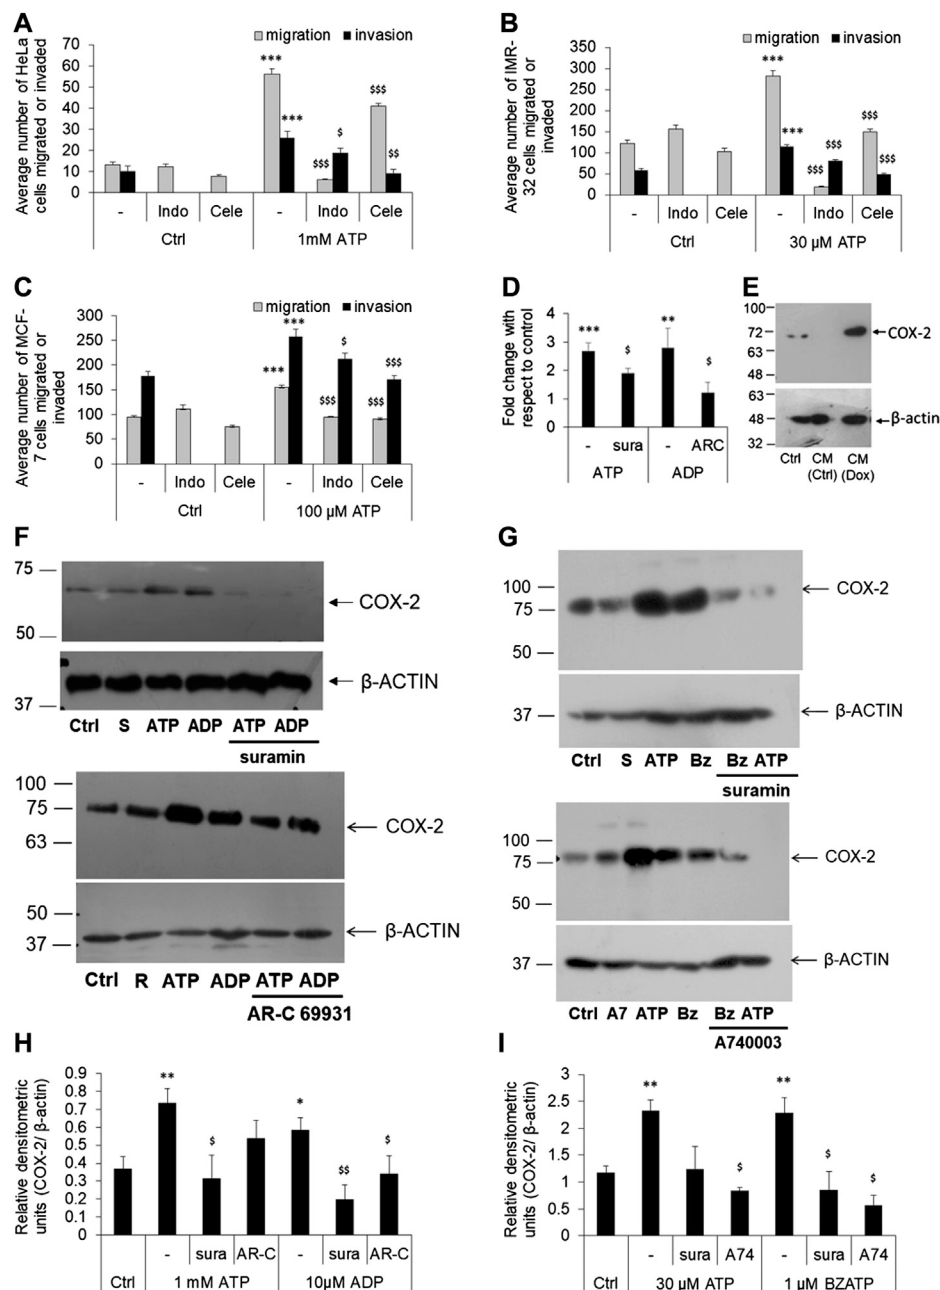 A
migration invasion
Average number of HeLa
cells migrated or invaded
70
60
50
40
30
20
10
0
***
***
$$$
$
$$$
$$
- Indo Cele - Indo Cele
Ctrl 1mM ATP
B
migration invasion
Average number of IMR-
32 cells migrated or
invaded
350
300
250
200
150
100
50
0
***
***
$$$
$$$
$$$
$$$
- Indo Cele - Indo Cele
Ctrl 30 µM ATP
C
migration invasion
Average number of MCF-
7 cells migrated or
invaded
300
250
200
150
100
50
0
***
***
$$$
$
$$$
$$$
- Indo Cele - Indo Cele
Ctrl 100 µM ATP
D
Fold change with
respect to control
4
3
2
1
0
***
$
**
$
- sura - ARC
ATP ADP
E
100
72
63
48
COX-2
63
48
32
β-actin
Ctrl CM CM
(Ctrl) (Dox)
F
75
50
COX-2
37
β-ACTIN
Ctrl S ATP ADP ATP ADP
suramin
100
75
63
COX-2
50
37
β-ACTIN
Ctrl R ATP ADP ATP ADP
AR-C 69931
G
100
75
50
COX-2
37
β-ACTIN
Ctrl S ATP Bz Bz ATP
suramin
100
75
50
COX-2
37
β-ACTIN
Ctrl A7 ATP Bz Bz ATP
A740003
H
Relative densitometric
units (COX-2/ β-actin)
0.9
0.8
0.7
0.6
0.5
0.4
0.3
0.2
0.1
0
**
$
*
$$
$
- sura AR-C - sura AR-C
Ctrl 1 mM ATP 10µM ADP
I
Relative densitometric
units (COX-2/ β-actin)
3
2.5
2
1.5
1
0.5
0
**
$
**
$
$
- sura A74 - sura A74
Ctrl 30 µM ATP 1 µM BZATP